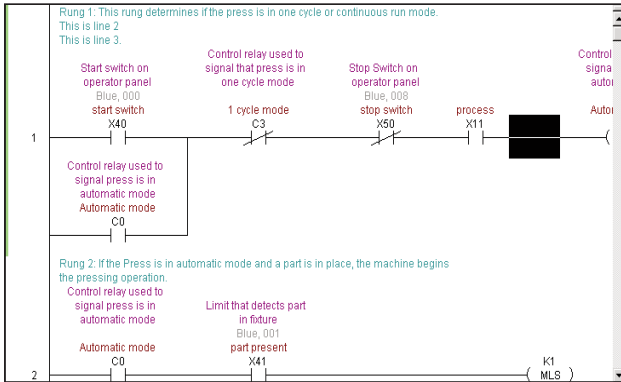 Rung 1: This rung determines if the press is in one cycle or continuous run mode.
This is line 2
This is line 3.
Control relay used to
signal that press is in
one cycle mode
Control
signa
auto
Start switch on
operator panel
Blue, 000
start switch
X40
1 cycle mode
C3
Stop Switch on
operator panel
Blue, 008
stop switch
X50
process
X11
Autor
1
Control relay used to
signal press is in
automatic mode
Automatic mode
C0
Rung 2: If the Press is in automatic mode and a part is in place, the machine begins
the pressing operation.
Control relay used to
signal press is in
automatic mode
Automatic mode
C0
Limit that detects part
in fixture
Blue, 001
part present
X41
K1
MLS
2